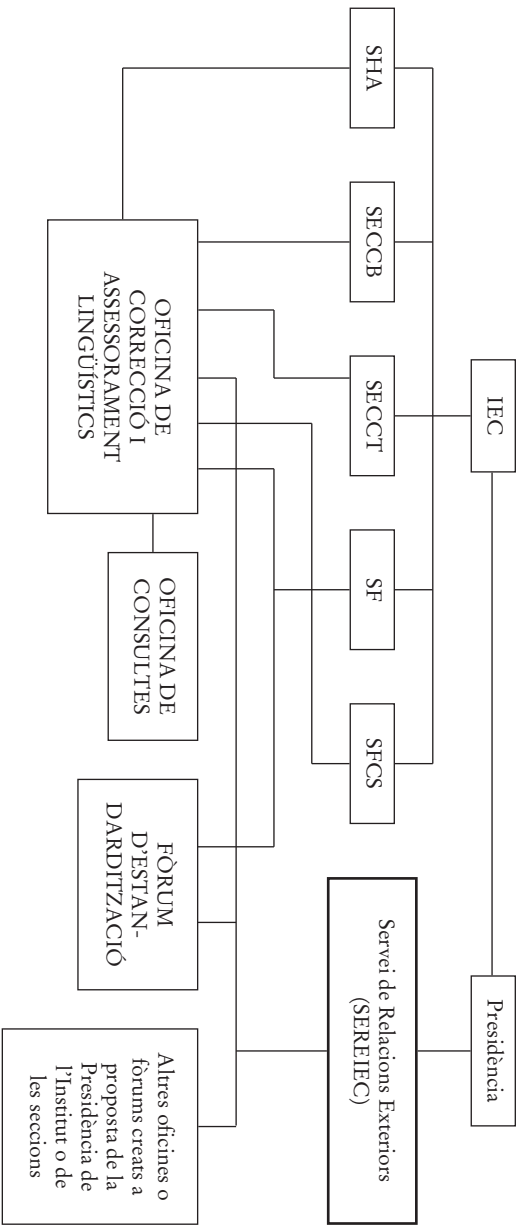 IEC
Presidència
SHA
SECCB
SECCT
SF
SFCS
Servei de Relacions Exteriors
(SEREIEC)
OFICINA DE
CORRECCIÓ I
ASSESSORAMENT
LINGÜÍSTICS
OFICINA DE
CONSULTES
FÒRUM
D’ESTAN-
DARDITZACIÓ
Altres oficines o
fòrums creats a
proposta de la
Presidència de
l’Institut o de
les seccions